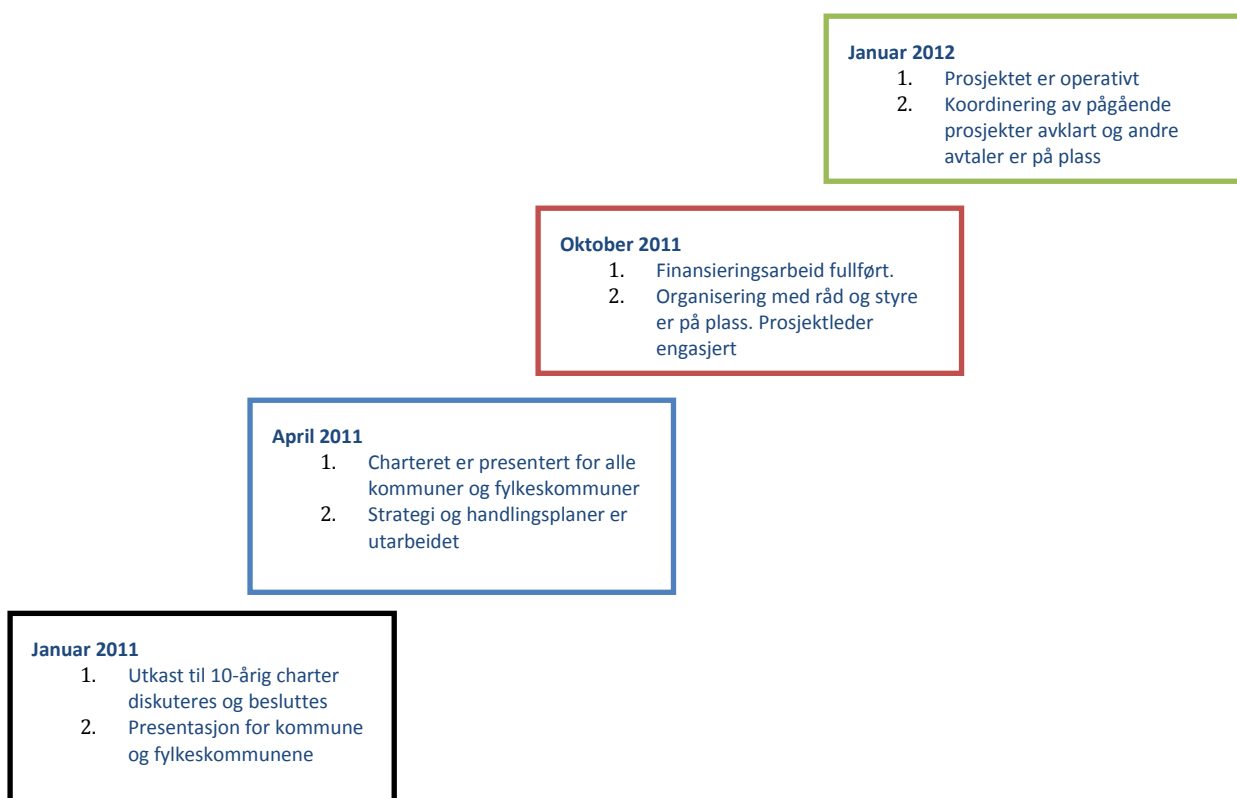 Januar 2012
1. Prosjektet er operativt
2. Koordinering av pågående
prosjekter avklart og andre
avtaler er på plass
Oktober 2011
1. Finansieringsarbeid fullført.
2. Organisering med råd og styre
er på plass. Prosjektleder
engasjert
April 2011
1. Charteret er presentert for alle
kommuner og fylkeskommuner
2. Strategi og handlingsplaner er
utarbeidet
Januar 2011
1. Utkast til 10-årig charter
diskuteres og besluttes
2. Presentasjon for kommune
og fylkeskommunene